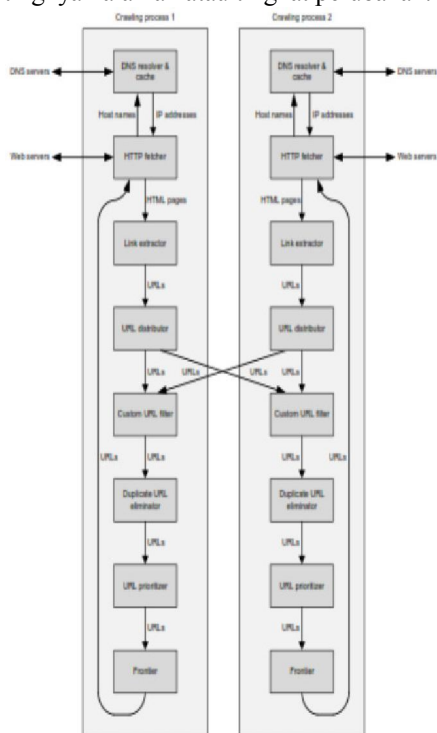 Crawling process 1
Crawling process 2
DNS servers
DNS resolver &
cache
DNS resolver &
cache
DNS servers
Host names
IP addresses
Host names
IP addresses
Web servers
HTTP fetcher
HTTP fetcher
Web servers
HTML pages
HTML pages
Link extractor
Link extractor
URLs
URLs
URL distributor
URL distributor
URLs
URLs
URLs
URLs
Custom URL filter
Custom URL filter
URLs
URLs
URLs
URLs
Duplicate URL
eliminator
Duplicate URL
eliminator
URLs
URLs
URL prioritizer
URL prioritizer
URLs
URLs
Frontier
Frontier